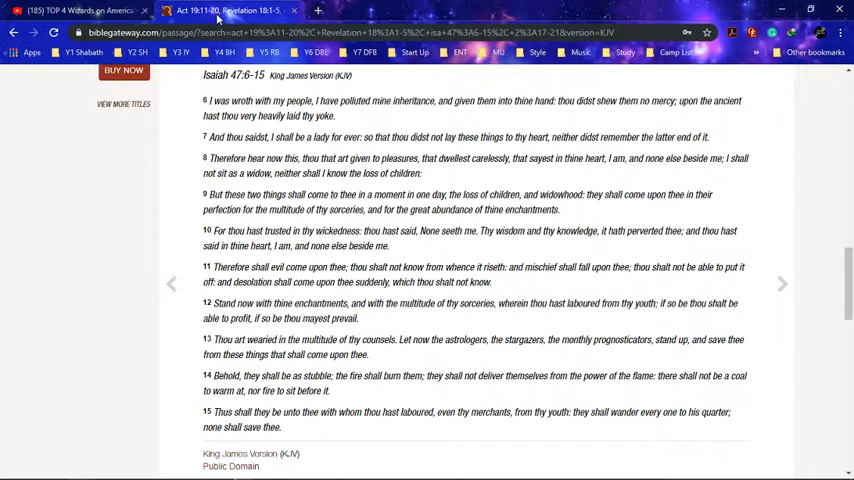 (185) TOP 4 Wizards on America
Act 19:11-20, Revelation 18:1-5,
biblegateway.com/passage/?search=act+19%3A11-20%2C+Revelation+18%3A1-5%2C+isa+47%3A6-15%2C+2%3A17-21&version=KJV
Apps Y1 Shabath Y2 SH Y3 IY Y4 BH Y5 RB Y6 DBL Y7 DFB Start Up ENT MU Style Music Study Camp List Other bookmarks
BUY NOW
VIEW MORE TITLES
Isaiah 47:6-15 King James Version (KJV)
6 I was wroth with my people, I have polluted mine inheritance, and given them into thine hand: thou didst shew them no mercy; upon the ancient
hast thou very heavily laid thy yoke.
7 And thou saidst, I shall be a lady for ever: so that thou didst not lay these things to thy heart, neither didst remember the latter end of it.
8 Therefore hear now this, thou that art given to pleasures, that dwellest carelessly, that sayest in thine heart, I am, and none else beside me; I shall
not sit as a widow, neither shall I know the loss of children:
9 But these two things shall come to thee in a moment in one day, the loss of children, and widowhood: they shall come upon thee in their
perfection for the multitude of thy sorceries, and for the great abundance of thine enchantments.
10 For thou hast trusted in thy wickedness: thou hast said, None seeth me. Thy wisdom and thy knowledge, it hath perverted thee; and thou hast
said in thine heart, I am, and none else beside me.
11 Therefore shall evil come upon thee; thou shalt not know from whence it riseth: and mischief shall fall upon thee; thou shalt not be able to put it
off: and desolation shall come upon thee suddenly, which thou shalt not know.
12 Stand now with thine enchantments, and with the multitude of thy sorceries, wherein thou hast laboured from thy youth; if so be thou shalt be
able to profit, if so be thou mayest prevail.
13 Thou art wearied in the multitude of thy counsels. Let now the astrologers, the stargazers, the monthly prognosticators, stand up, and save thee
from these things that shall come upon thee.
14 Behold, they shall be as stubble; the fire shall burn them; they shall not deliver themselves from the power of the flame: there shall not be a coal
to warm at, nor fire to sit before it.
15 Thus shall they be unto thee with whom thou hast laboured, even thy merchants, from thy youth: they shall wander every one to his quarter;
none shall save thee.
King James Version (KJV)
Public Domain